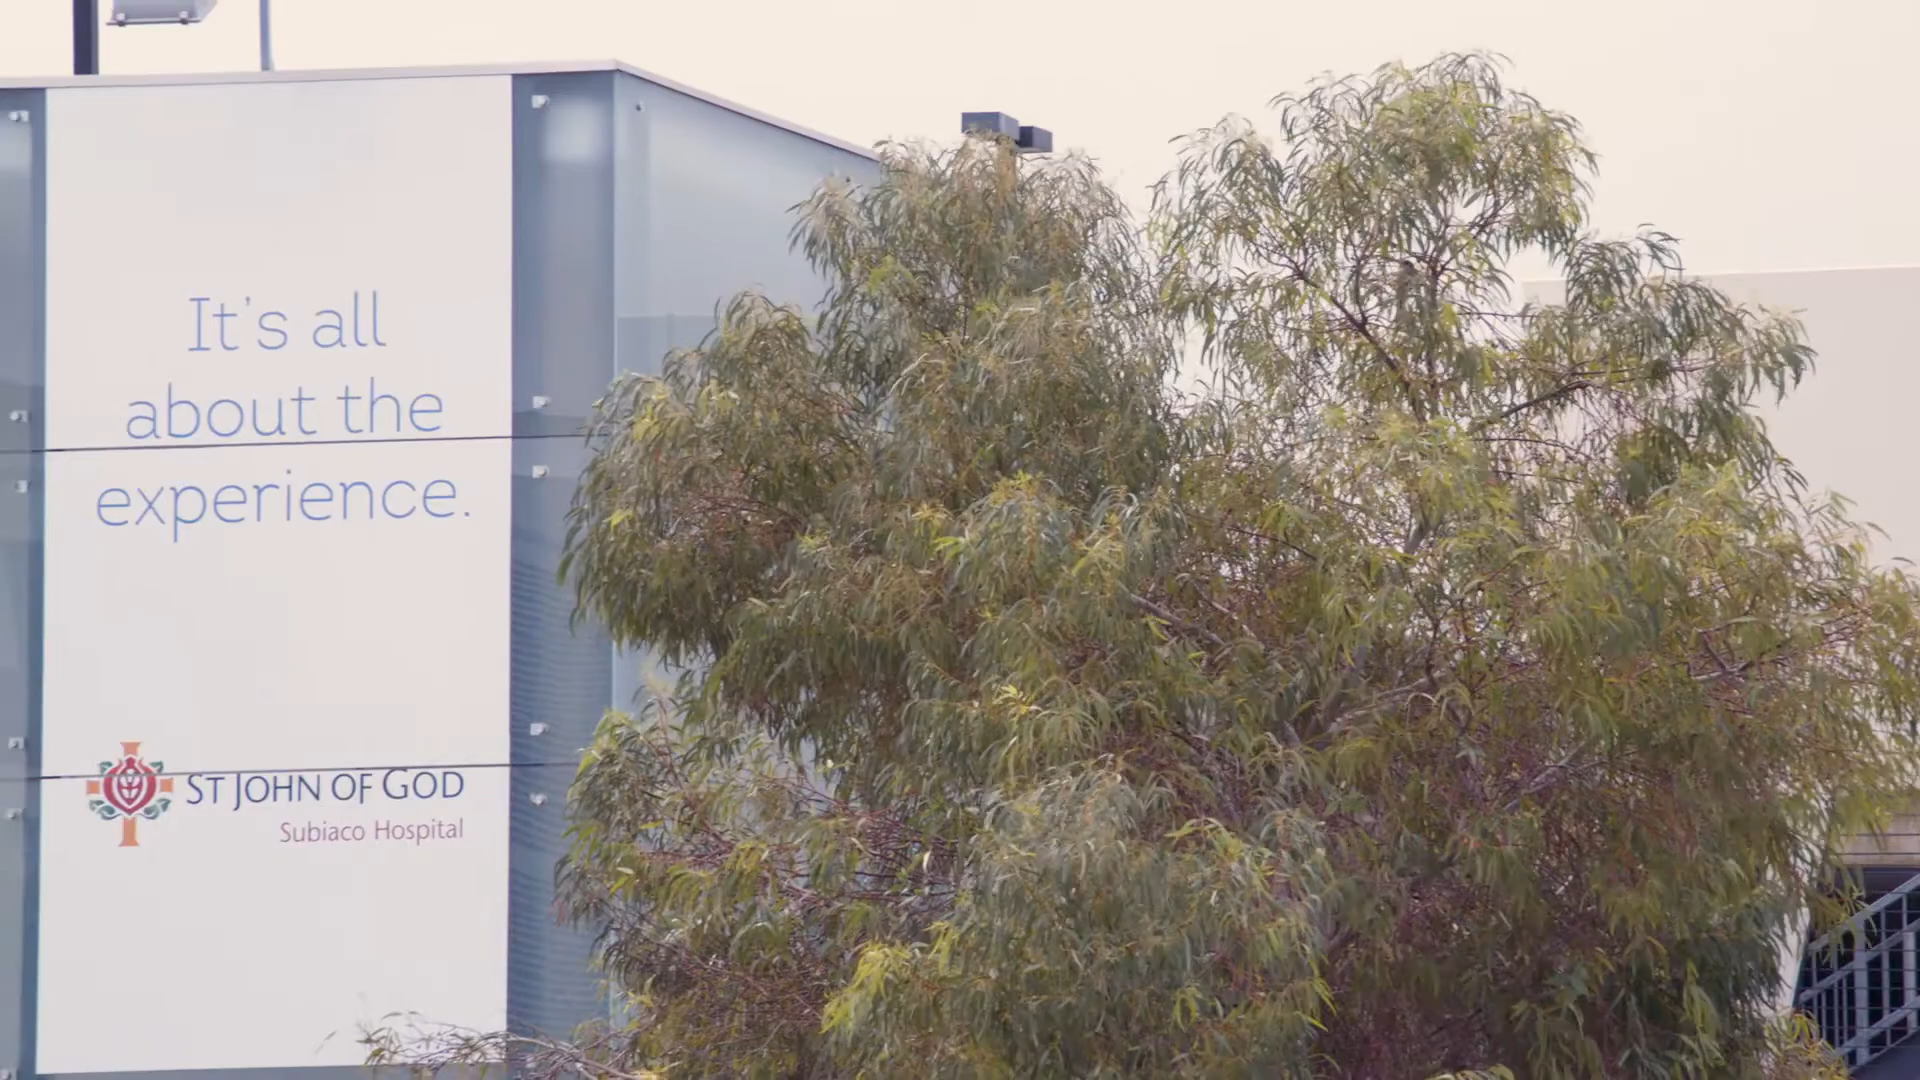 It's all
about the
experience.
ST JOHN OF GOD
Subiaco Hospital